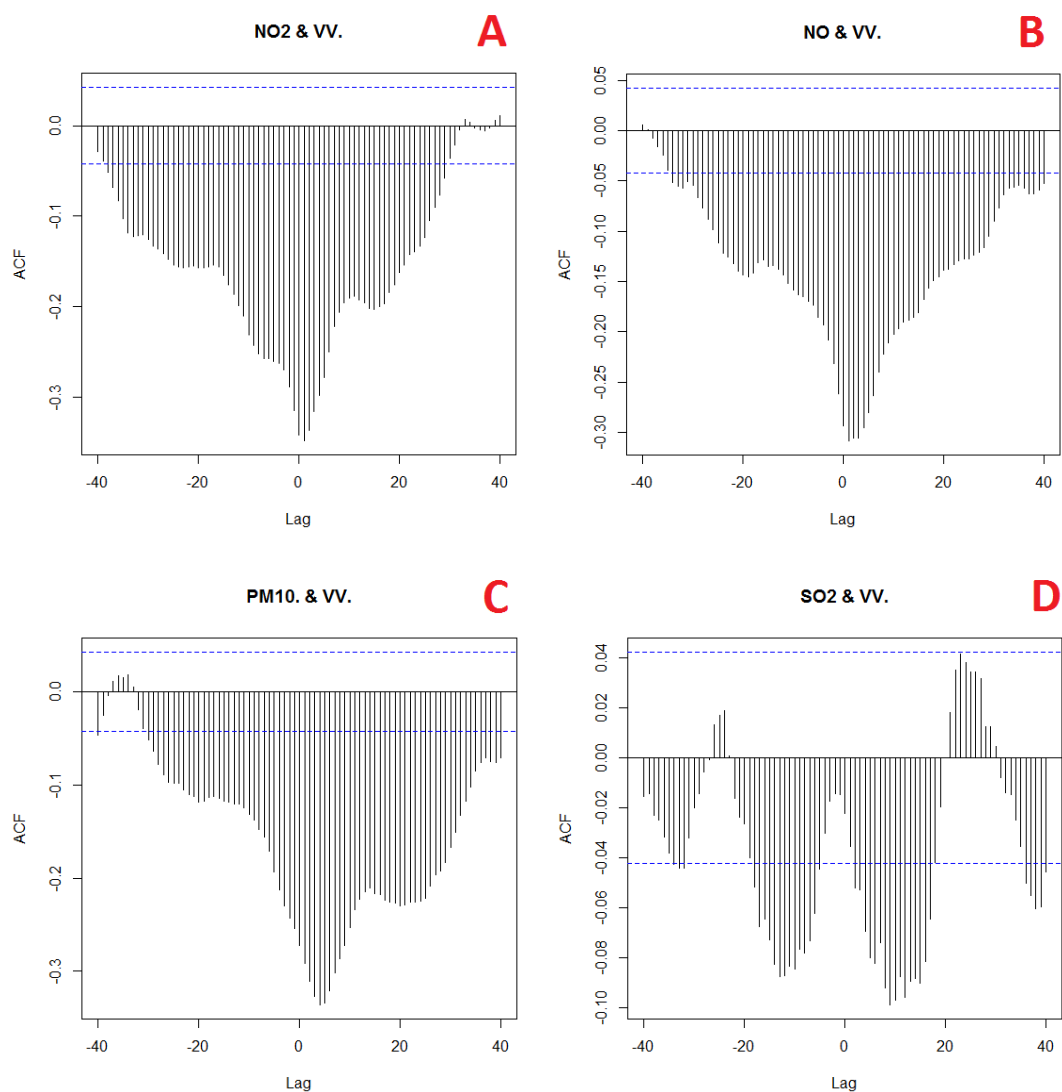 NO2 & VV.
A
ACF
0.0
-0.1
-0.2
-0.3
-40
-20
0
20
40
Lag
NO & VV.
B
ACF
0.05
0.00
-0.05
-0.10
-0.15
-0.20
-0.25
-0.30
-40
-20
0
20
40
Lag
PM10. & VV.
C
ACF
0.0
-0.1
-0.2
-0.3
-40
-20
0
20
40
Lag
SO2 & VV.
D
ACF
0.04
0.02
0.00
-0.02
-0.04
-0.06
-0.08
-0.10
-40
-20
0
20
40
Lag